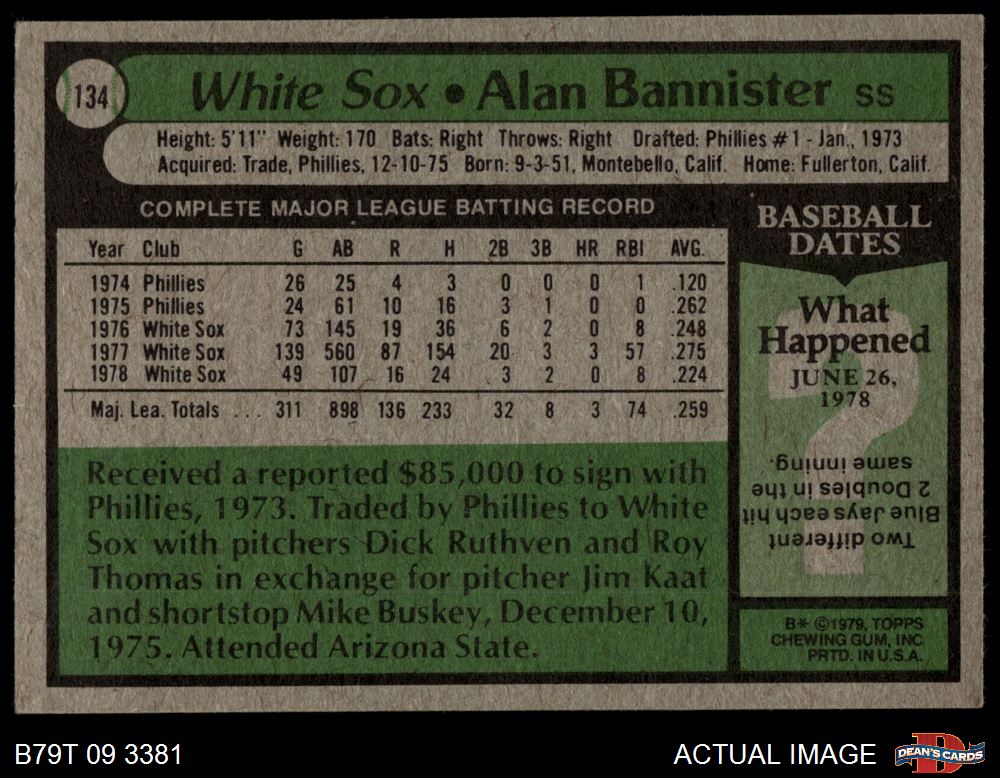 134
White Sox • Alan Bannister SS
Height: 5'11" Weight: 170 Bats: Right Throws: Right Drafted: Phillies #1 - Jan., 1973
Acquired: Trade, Phillies, 12-10-75 Born: 9-3-51, Montebello, Calif. Home: Fullerton, Calif.
COMPLETE MAJOR LEAGUE BATTING RECORD
Year Club G AB R H 2B 3B HR RBI AVG.
1974 Phillies 26 25 4 3 0 0 0 1 .120
1975 Phillies 24 61 10 16 3 1 0 0 .262
1976 White Sox 73 145 19 36 6 2 0 8 .248
1977 White Sox 139 560 87 154 20 3 3 57 .275
1978 White Sox 49 107 16 24 3 2 0 8 .224
Maj. Lea. Totals ... 311 898 136 233 32 8 3 74 .259
Received a reported $85,000 to sign with
Phillies, 1973. Traded by Phillies to White
Sox with pitchers Dick Ruthven and Roy
Thomas in exchange for pitcher Jim Kaat
and shortstop Mike Buskey, December 10,
1975. Attended Arizona State.
BASEBALL
DATES
What
Happened
JUNE 26,
1978
?
Two different
Blue Jays each hit
2 Doubles in the
same inning.
B* ©1979, TOPPS
CHEWING GUM, INC
PRTD. IN U.S.A.
B79T 09 3381
ACTUAL IMAGE
DEAN'S CARDS